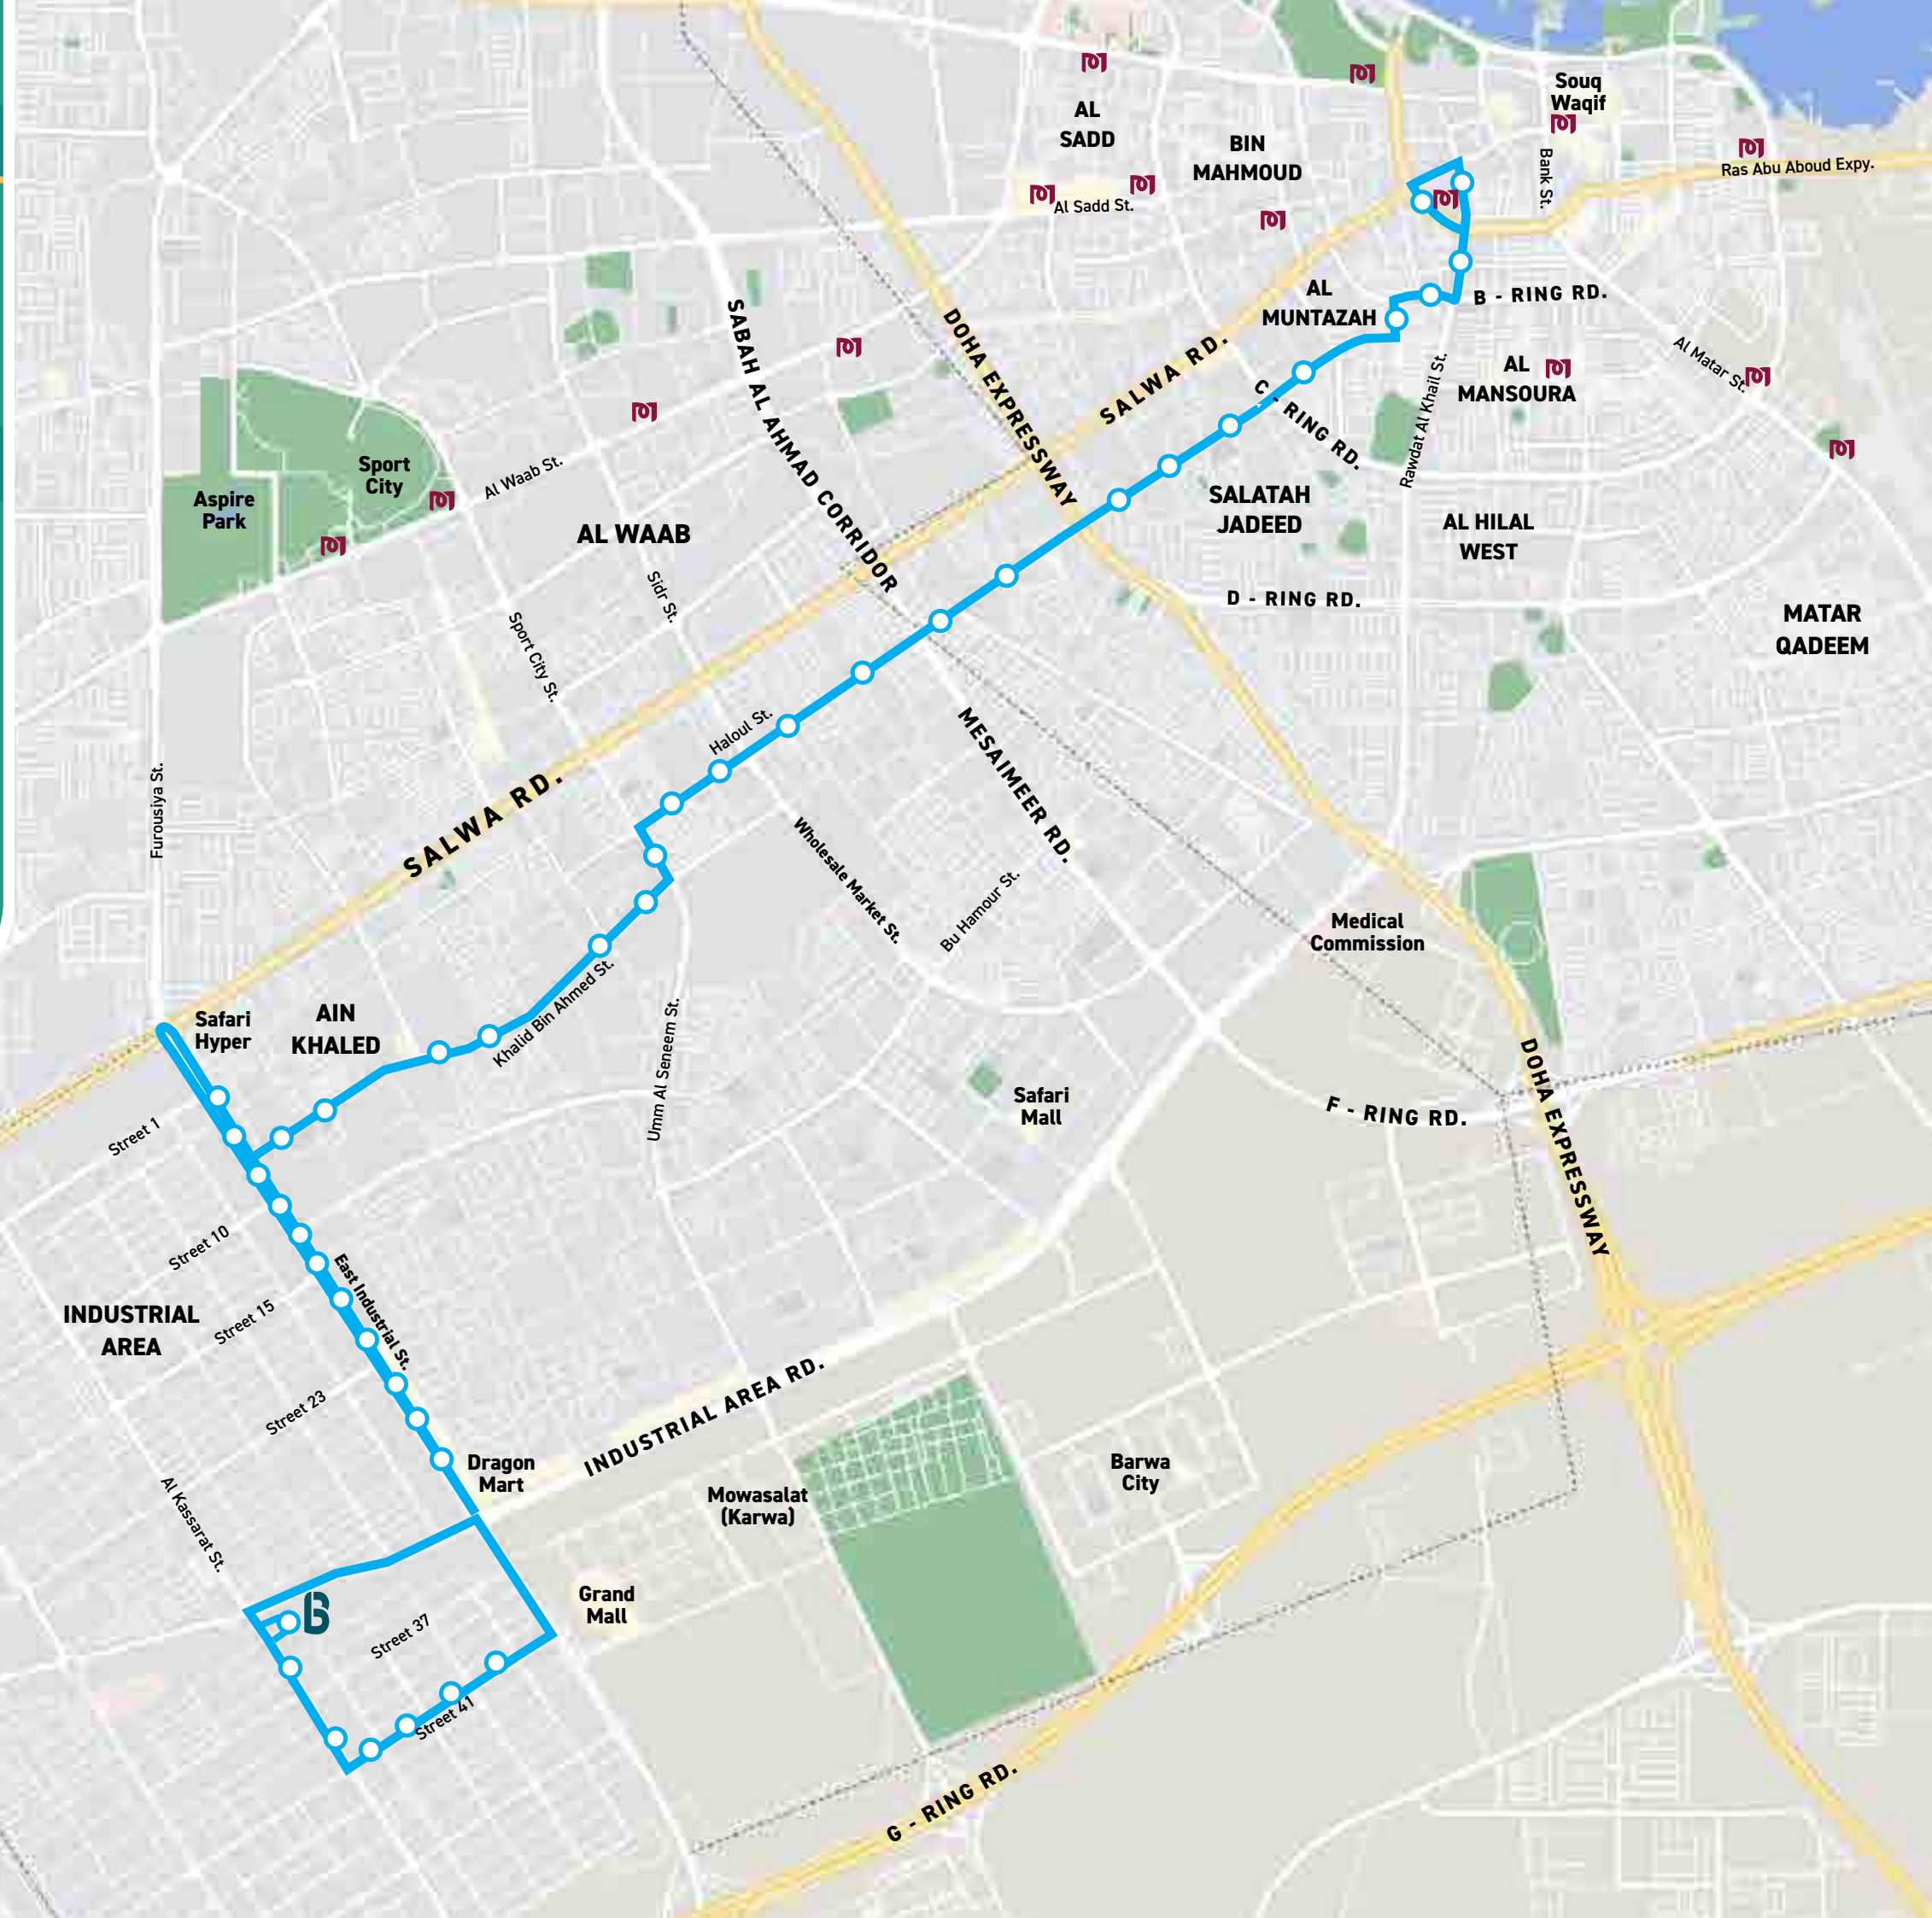 Souq
Waqif
AL
SADD
BIN
MAHMOUD
Bank St.
Ras Abu Aboud Expy.
Al Sadd St.
AL
MUNTAZAH
B - RING RD.
SABAH AL AHMAD CORRIDOR
DOHA EXPRESSWAY
SALWA RD.
Al Matar St.
AL
MANSOURA
C - RING RD.
Rawdat Al Khail St.
Sport
City
Al Waab St.
Aspire
Park
AL WAAB
SALATAH
JADEED
AL HILAL
WEST
Sidr St.
D - RING RD.
MATAR
QADEEM
Sport City St.
Haloul St.
MESAIMEER RD.
Furousiya St.
SALWA RD.
Wholesale Market St.
Bu Hamour St.
Medical
Commission
Safari
Hyper
AIN
KHALED
Khalid Bin Ahmed St.
Umm Al Seneem St.
Safari
Mall
F - RING RD.
DOHA EXPRESSWAY
Street 1
Street 10
East Industrial St.
INDUSTRIAL
AREA
Street 15
Street 23
INDUSTRIAL AREA RD.
Dragon
Mart
Mowasalat
(Karwa)
Barwa
City
Al Kassarat St.
B
Grand
Mall
Street 37
Street 41
G - RING RD.